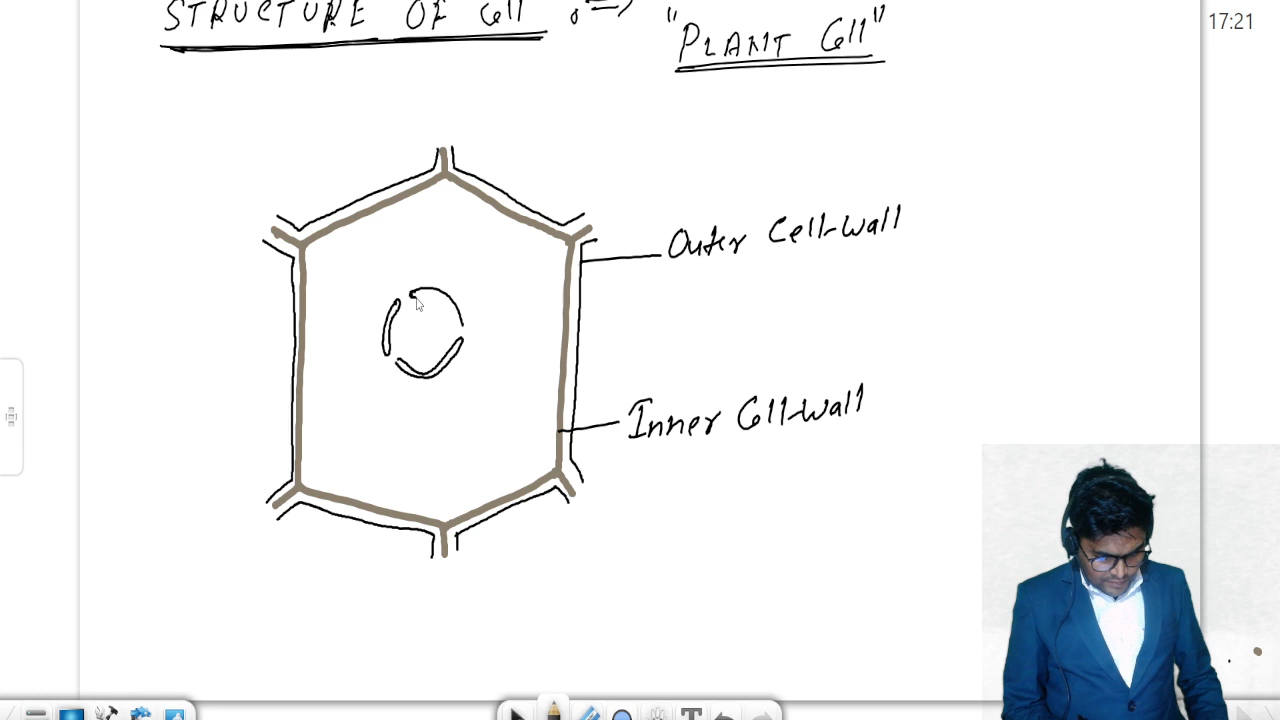 STRUCTURE OF Cell :=>
"PLANT Cell"
17:21
Outer Cell-wall
Inner Cell-wall
T